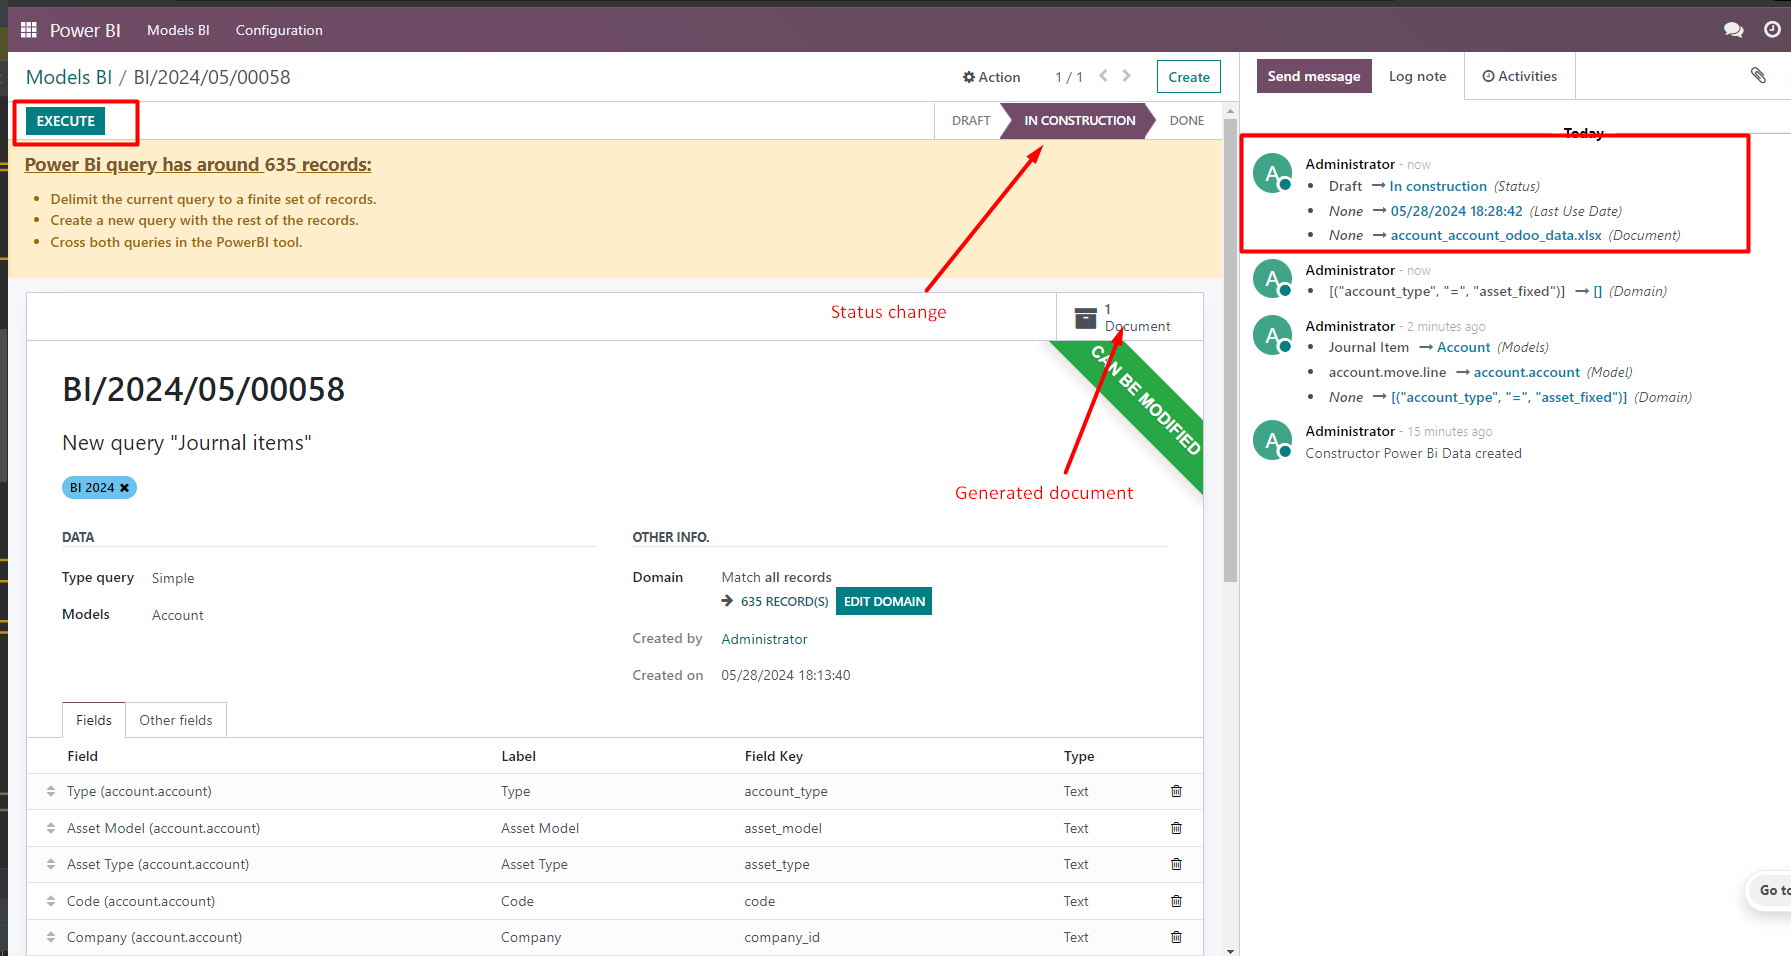 Power BI Models BI Configuration
Models BI / BI/2024/05/00058 Action 1 / 1 Create
EXECUTE DRAFT IN CONSTRUCTION DONE
Power Bi query has around 635 records:
Delimit the current query to a finite set of records.
Create a new query with the rest of the records.
Cross both queries in the PowerBI tool.
Status change
1
Document
CAN BE MODIFIED
BI/2024/05/00058
New query "Journal items"
BI 2024 ✖
Generated document
DATA
Type query Simple
Models Account
OTHER INFO.
Domain Match all records
→ 635 RECORD(S) EDIT DOMAIN
Created by Administrator
Created on 05/28/2024 18:13:40
Fields Other fields
Field Label Field Key Type
Type (account.account) Type account_type Text
Asset Model (account.account) Asset Model asset_model Text
Asset Type (account.account) Asset Type asset_type Text
Code (account.account) Code code Text
Company (account.account) Company company_id Text
Send message Log note Activities
Today
A Administrator - now
Draft → In construction (Status)
None → 05/28/2024 18:28:42 (Last Use Date)
None → account_account_odoo_data.xlsx (Document)
A Administrator - now
[("account_type", "=", "asset_fixed")] → [] (Domain)
A Administrator - 2 minutes ago
Journal Item → Account (Models)
account.move.line → account.account (Model)
None → [("account_type", "=", "asset_fixed")] (Domain)
A Administrator - 15 minutes ago
Constructor Power Bi Data created
Go to